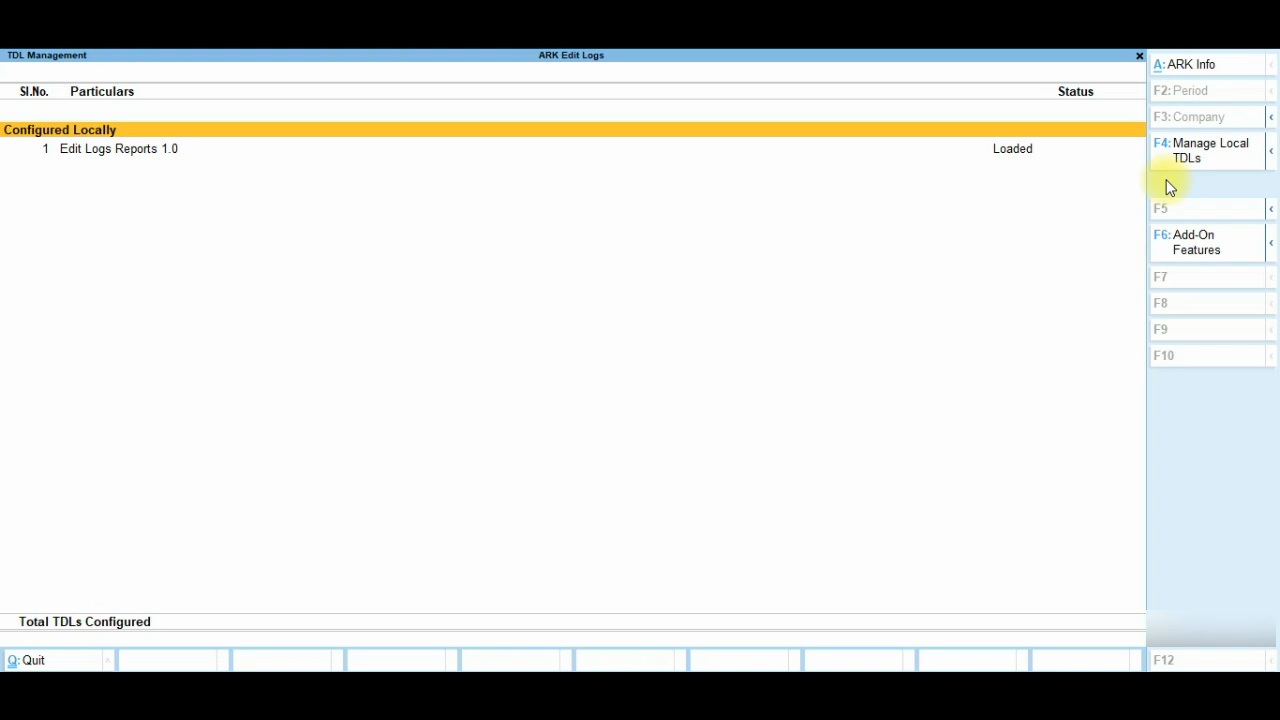 TDL Management ARK Edit Logs
A: ARK Info
F2: Period
Sl.No. Particulars Status
F3: Company
Configured Locally
F4: Manage Local
TDLs
1 Edit Logs Reports 1.0 Loaded
F5
F6: Add-On
Features
F7
F8
F9
F10
Total TDLs Configured
Q: Quit
F12